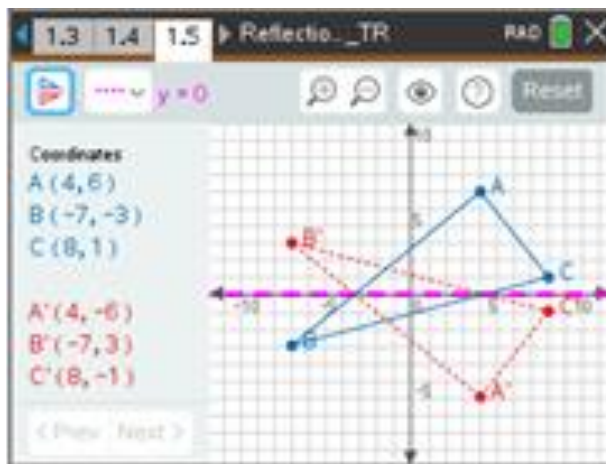 1.3 1.4 1.5 Reflectio.._TR RAD
y = 0 Reset
Coordinates
A(4,6)
B(-7,-3)
C(8,1)
A'(4,-6)
B'(-7,3)
C'(8,-1)
< Prev Next >
10
A
5
B'
C
-10
-5
5
10
C'
B
-5
A'